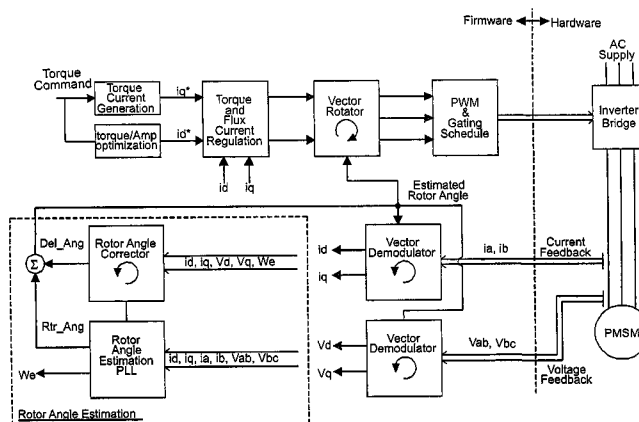 Firmware Hardware
AC
Supply
Torque
Command
Torque
Current
Generation
iq*
torque/Amp
optimization
id*
Torque
and
Flux
Current
Regulation
id iq
Vector
Rotator
PWM
&
Gating
Schedule
Inverter
Bridge
Estimated
Rotor Angle
Del_Ang
Σ
Rotor Angle
Corrector
id, iq, Vd, Vq, We
id
iq
Vector
Demodulator
ia, ib
Current
Feedback
Rtr_Ang
Rotor
Angle
Estimation
PLL
id, iq, ia, ib, Vab, Vbc
We
Vd
Vq
Vector
Demodulator
Vab, Vbc
Voltage
Feedback
PMSM
Rotor Angle Estimation